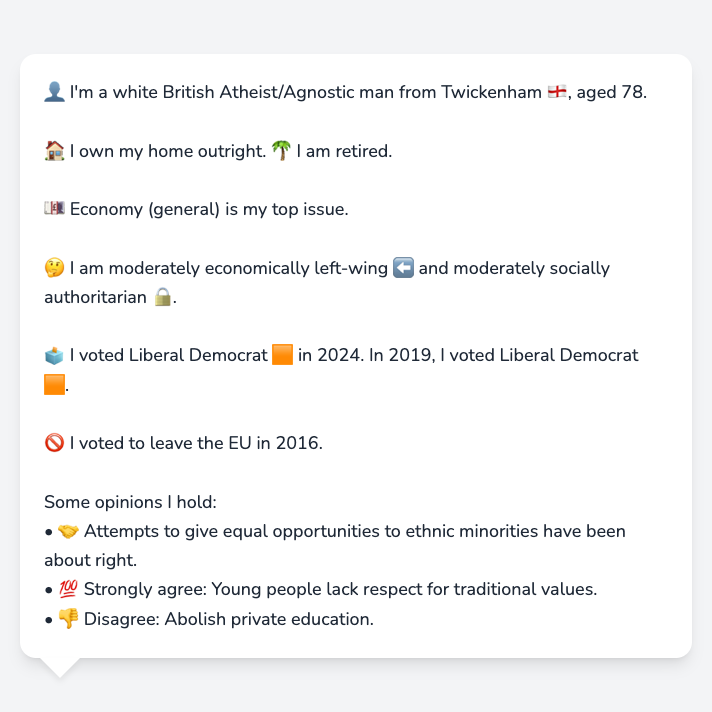 👤 I'm a white British Atheist/Agnostic man from Twickenham 🏴󠁧󠁢󠁥󠁮󠁧󠁿, aged 78.
🏠 I own my home outright. 🌴 I am retired.
💷 Economy (general) is my top issue.
🤔 I am moderately economically left-wing ⬅️ and moderately socially
authoritarian 🔒.
🗳️ I voted Liberal Democrat 🟧 in 2024. In 2019, I voted Liberal Democrat
🟧.
🚫 I voted to leave the EU in 2016.
Some opinions I hold:
• 🤝 Attempts to give equal opportunities to ethnic minorities have been
about right.
• 💯 Strongly agree: Young people lack respect for traditional values.
• 👎 Disagree: Abolish private education.